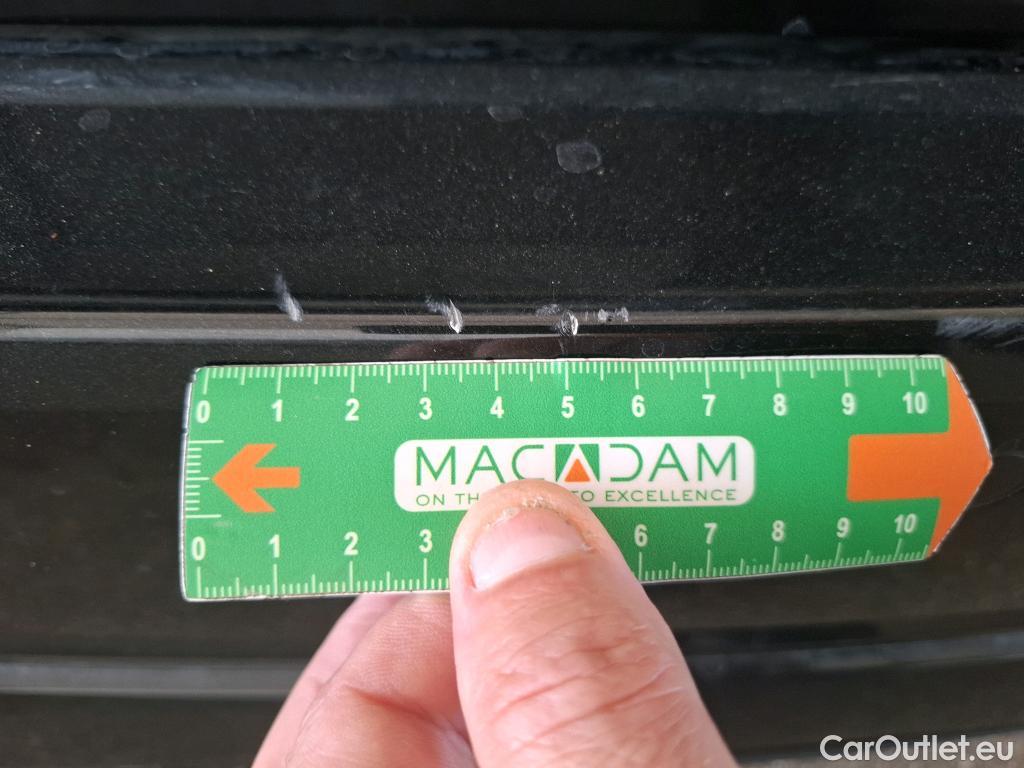 0 1 2 3 4 5 6 7 8 9 10
MACADAM
ON TH TO EXCELLENCE
0 1 2 3 6 7 8 9 10
CarOutlet.eu